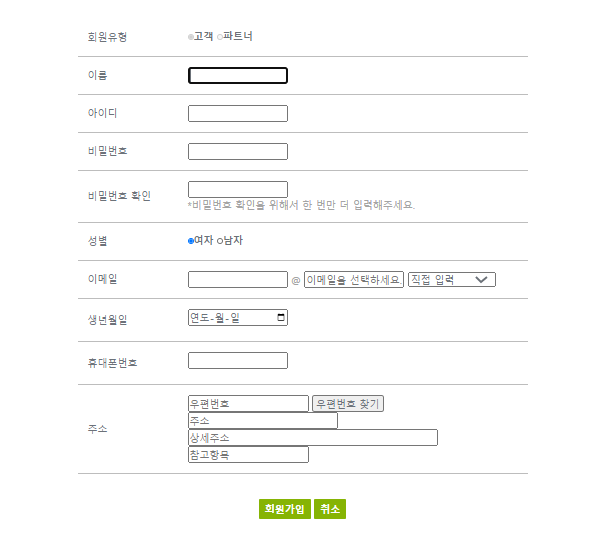 회원유형 고객 파트너
이름
아이디
비밀번호
비밀번호 확인
*비밀번호 확인을 위해서 한 번만 더 입력해주세요.
성별 여자 남자
이메일 @ 이메일을 선택하세요. 직접 입력
생년월일 연도-월-일
휴대폰번호
우편번호 우편번호 찾기
주소
주소
상세주소
참고항목
회원가입 취소